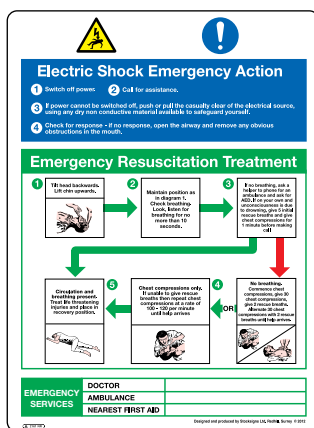 Electric Shock Emergency Action
1 Switch off power. 2 Call for assistance.
3 If power cannot be switched off, push or pull the casualty clear of the electrical source,
using any dry non conductive material available to safeguard yourself.
4 Check for response - if no response, open the airway and remove any obvious
obstructions in the mouth.
Emergency Resuscitation Treatment
1
Tilt head backwards.
Lift chin upwards.
2
Maintain position as
in diagram 1.
Check breathing.
Look, listen for
breathing for no more
than 10
seconds.
3
If no breathing, ask a
helper to phone for an
ambulance and ask for
AED. If on your own and
unconsciousness is due
to drowning, give 5 initial
rescue breaths and give
chest compressions for
1 minute before making
call
Circulation and
breathing present.
Treat life threatening
injuries and place in
recovery position.
5
Chest compressions only.
If unable to give rescue
breaths then repeat chest
compressions at a rate of
100 - 120 per minute
until help arrives
4
OR
No breathing.
Commence chest
compressions, give 30
chest compressions,
give 2 rescue breaths.
Alternate 30 chest
compressions with 2 rescue
breaths until help arrives.
EMERGENCY
SERVICES
DOCTOR
AMBULANCE
NEAREST FIRST AID
Designed and produced by Stocksigns Ltd, Redhill, Surrey © 2012